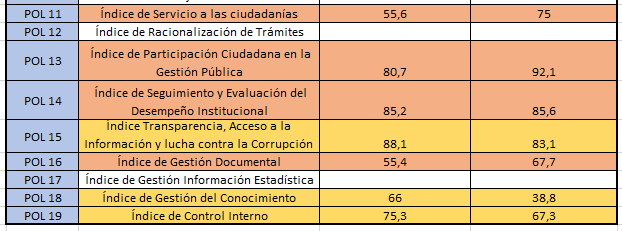 POL 11 Índice de Servicio a las ciudadanías 55,6 75
POL 12 Índice de Racionalización de Trámites
POL 13 Índice de Participación Ciudadana en la
Gestión Pública 80,7 92,1
POL 14 Índice de Seguimiento y Evaluación del
Desempeño Institucional 85,2 85,6
POL 15 Índice Transparencia, Acceso a la
Información y lucha contra la Corrupción 88,1 83,1
POL 16 Índice de Gestión Documental 55,4 67,7
POL 17 Índice de Gestión Información Estadística
POL 18 Índice de Gestión del Conocimiento 66 38,8
POL 19 Índice de Control Interno 75,3 67,3